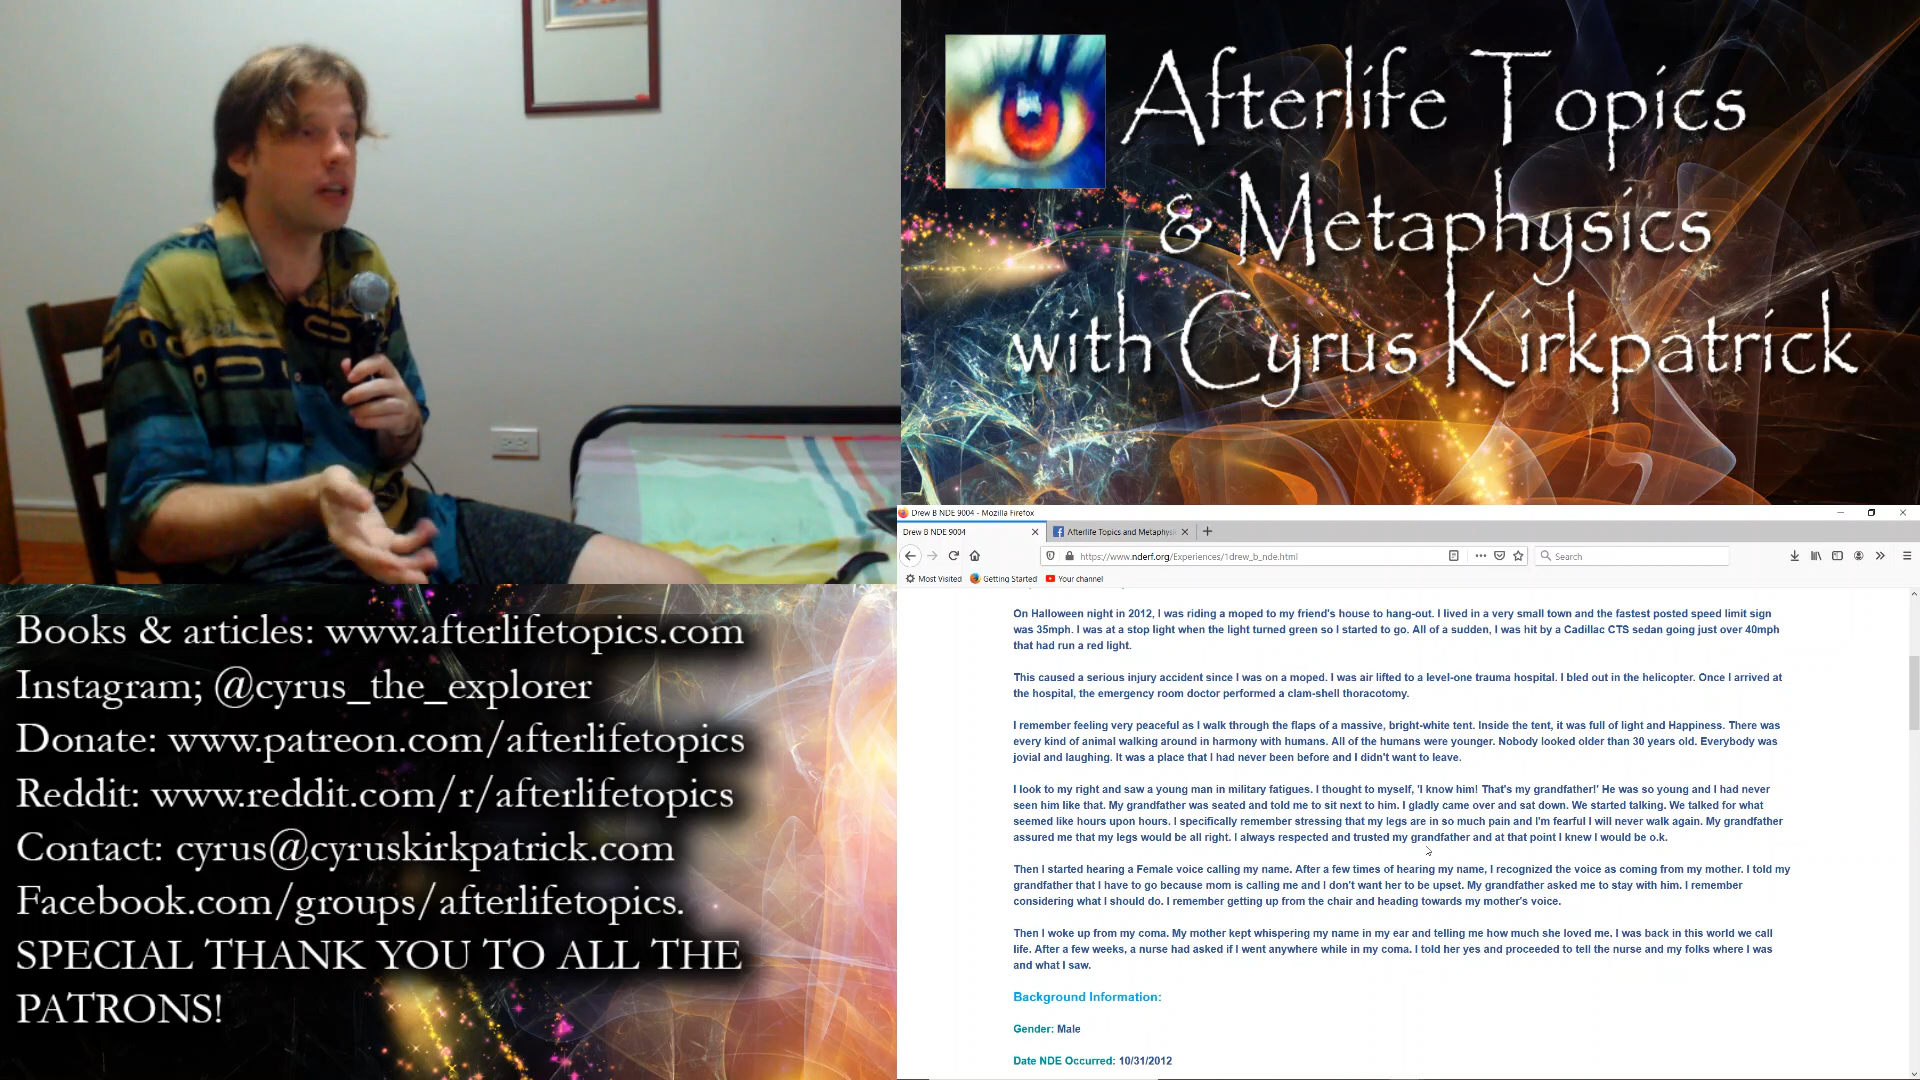 Afterlife Topics
& Metaphysics
with Cyrus Kirkpatrick
Books & articles: www.afterlifetopics.com
Instagram; @cyrus_the_explorer
Donate: www.patreon.com/afterlifetopics
Reddit: www.reddit.com/r/afterlifetopics
Contact: cyrus@cyruskirkpatrick.com
Facebook.com/groups/afterlifetopics.
SPECIAL THANK YOU TO ALL THE
PATRONS!
Drew B NDE 9004 - Mozilla Firefox
Drew B NDE 9004
Afterlife Topics and Metaphysi
https://www.nderf.org/Experiences/1drew_b_nde.html
Search
Most Visited
Getting Started
Your channel
On Halloween night in 2012, I was riding a moped to my friend's house to hang-out. I lived in a very small town and the fastest posted speed limit sign
was 35mph. I was at a stop light when the light turned green so I started to go. All of a sudden, I was hit by a Cadillac CTS sedan going just over 40mph
that had run a red light.
This caused a serious injury accident since I was on a moped. I was air lifted to a level-one trauma hospital. I bled out in the helicopter. Once I arrived at
the hospital, the emergency room doctor performed a clam-shell thoracotomy.
I remember feeling very peaceful as I walk through the flaps of a massive, bright-white tent. Inside the tent, it was full of light and Happiness. There was
every kind of animal walking around in harmony with humans. All of the humans were younger. Nobody looked older than 30 years old. Everybody was
jovial and laughing. It was a place that I had never been before and I didn't want to leave.
I look to my right and saw a young man in military fatigues. I thought to myself, 'I know him! That's my grandfather!' He was so young and I had never
seen him like that. My grandfather was seated and told me to sit next to him. I gladly came over and sat down. We started talking. We talked for what
seemed like hours upon hours. I specifically remember stressing that my legs are in so much pain and I'm fearful I will never walk again. My grandfather
assured me that my legs would be all right. I always respected and trusted my grandfather and at that point I knew I would be o.k.
Then I started hearing a Female voice calling my name. After a few times of hearing my name, I recognized the voice as coming from my mother. I told my
grandfather that I have to go because mom is calling me and I don't want her to be upset. My grandfather asked me to stay with him. I remember
considering what I should do. I remember getting up from the chair and heading towards my mother's voice.
Then I woke up from my coma. My mother kept whispering my name in my ear and telling me how much she loved me. I was back in this world we call
life. After a few weeks, a nurse had asked if I went anywhere while in my coma. I told her yes and proceeded to tell the nurse and my folks where I was
and what I saw.
Background Information:
Gender: Male
Date NDE Occurred: 10/31/2012